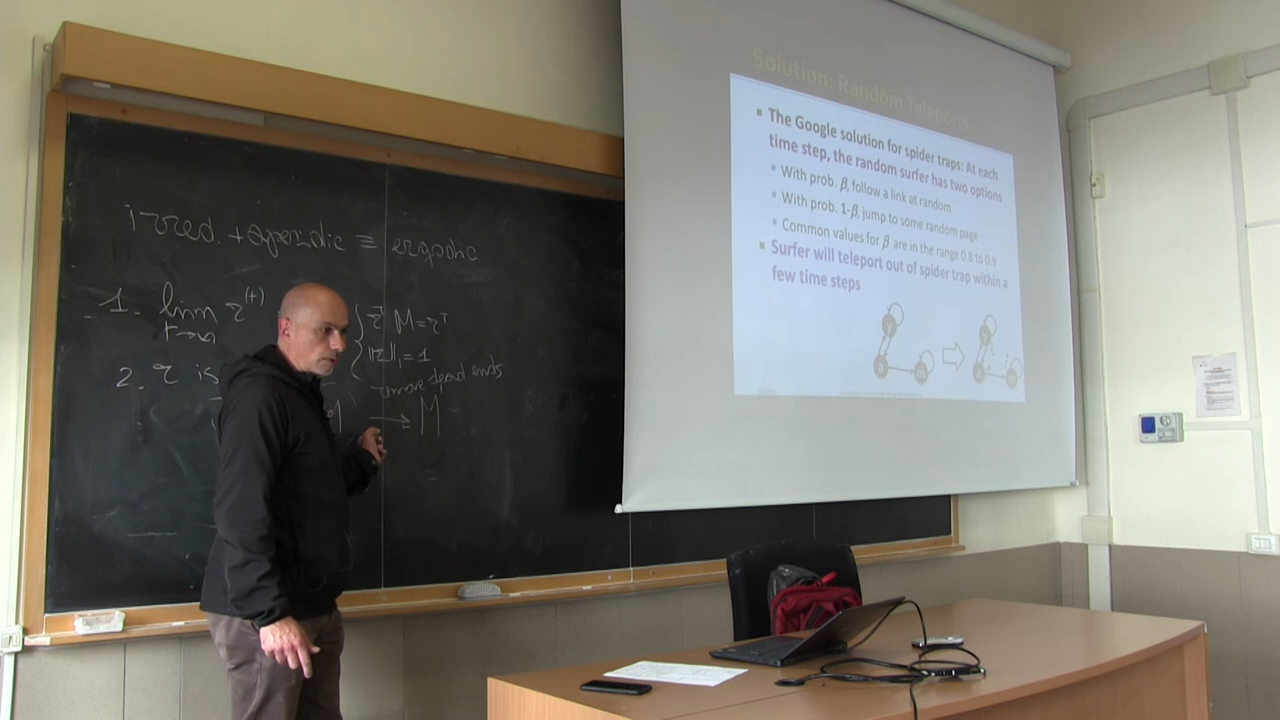 irred. + aperiodic ≡ ergodic
1. lim r^(t)
t→∞
{ r^T M = r^T
||r||₁ = 1
2. r is
remove dead ends
M → M
Solution: Random Teleports
▪ The Google solution for spider traps: At each
time step, the random surfer has two options
▪ With prob. β, follow a link at random
▪ With prob. 1-β, jump to some random page
▪ Common values for β are in the range 0.8 to 0.9
▪ Surfer will teleport out of spider trap within a
few time steps
y
a
m
y
a
m